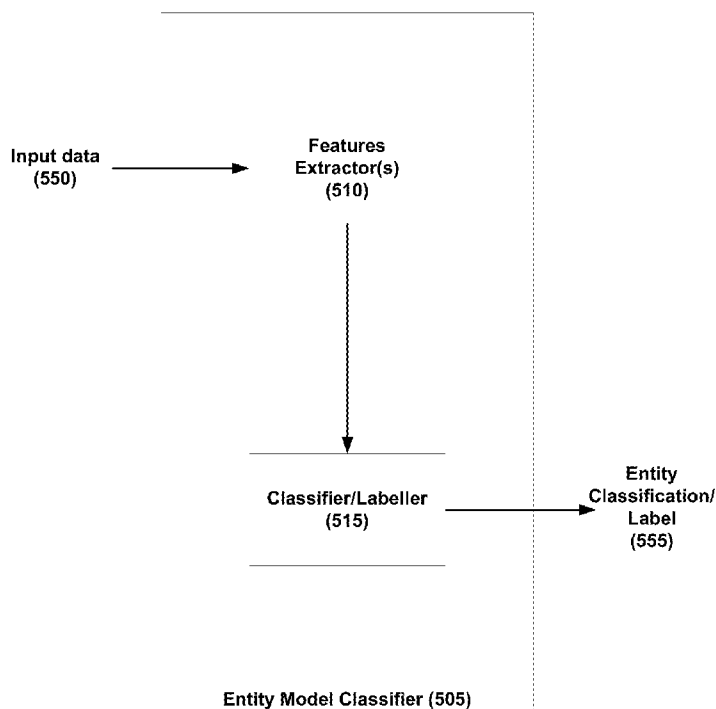 Input data
(550)
Features
Extractor(s)
(510)
Classifier/Labeller
(515)
Entity
Classification/
Label
(555)
Entity Model Classifier (505)